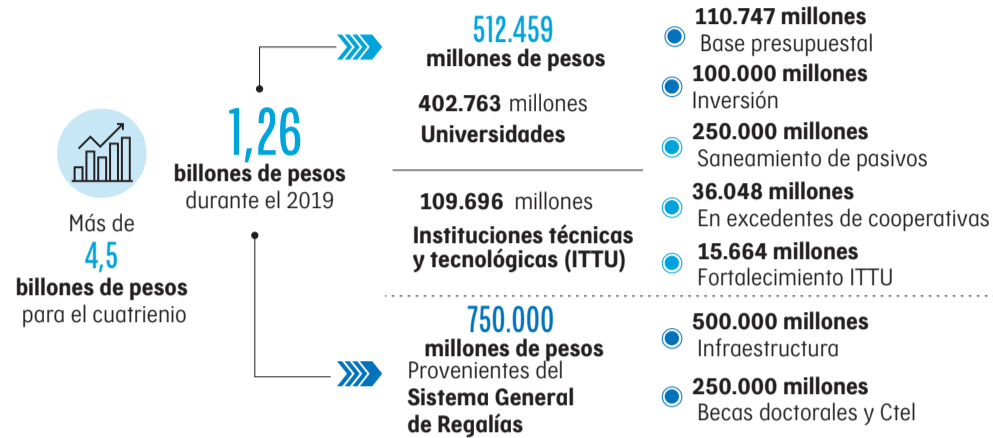 Más de
4,5
billones de pesos
para el cuatrienio
1,26
billones de pesos
durante el 2019
512.459
millones de pesos
402.763 millones
Universidades
109.696 millones
Instituciones técnicas
y tecnológicas (ITTU)
110.747 millones
Base presupuestal
100.000 millones
Inversión
250.000 millones
Saneamiento de pasivos
36.048 millones
En excedentes de cooperativas
15.664 millones
Fortalecimiento ITTU
750.000
millones de pesos
Provenientes del
Sistema General
de Regalías
500.000 millones
Infraestructura
250.000 millones
Becas doctorales y Ctel